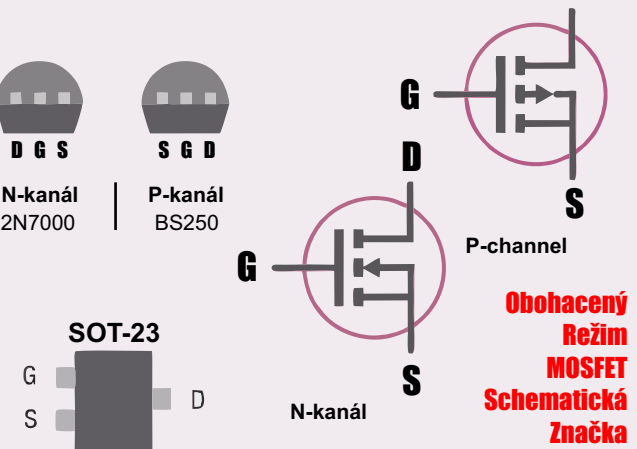 D G S
S G D
N-kanál
2N7000
P-kanál
BS250
G
S
P-channel
D
G
S
N-kanál
SOT-23
G
S
D
Obohacený
Režim
MOSFET
Schematická
Značka